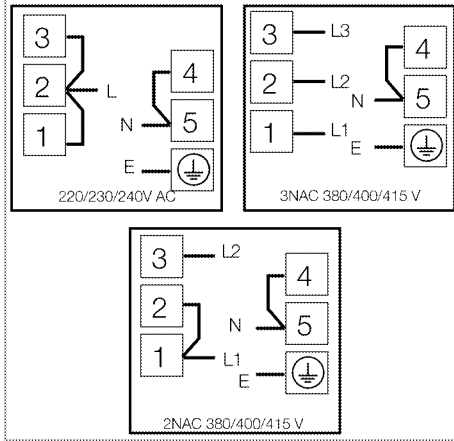 3
2 L 4
1 N 5
E
220/230/240V AC
3 L3 4
2 L2 N 5
1 L1 E
3NAC 380/400/415 V
3 L2 4
2 N 5
1 L1 E
2NAC 380/400/415 V